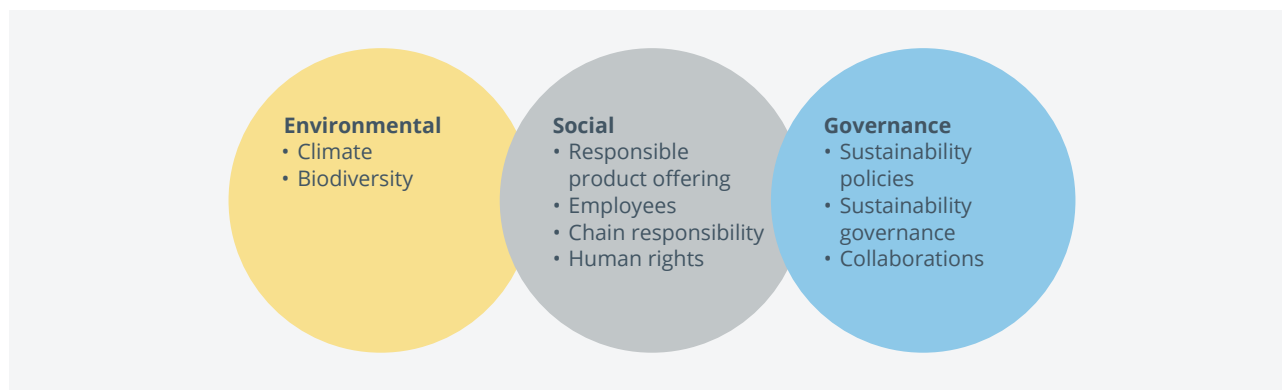 Environmental
• Climate
• Biodiversity
Social
• Responsible
product offering
• Employees
• Chain responsibility
• Human rights
Governance
• Sustainability
policies
• Sustainability
governance
• Collaborations